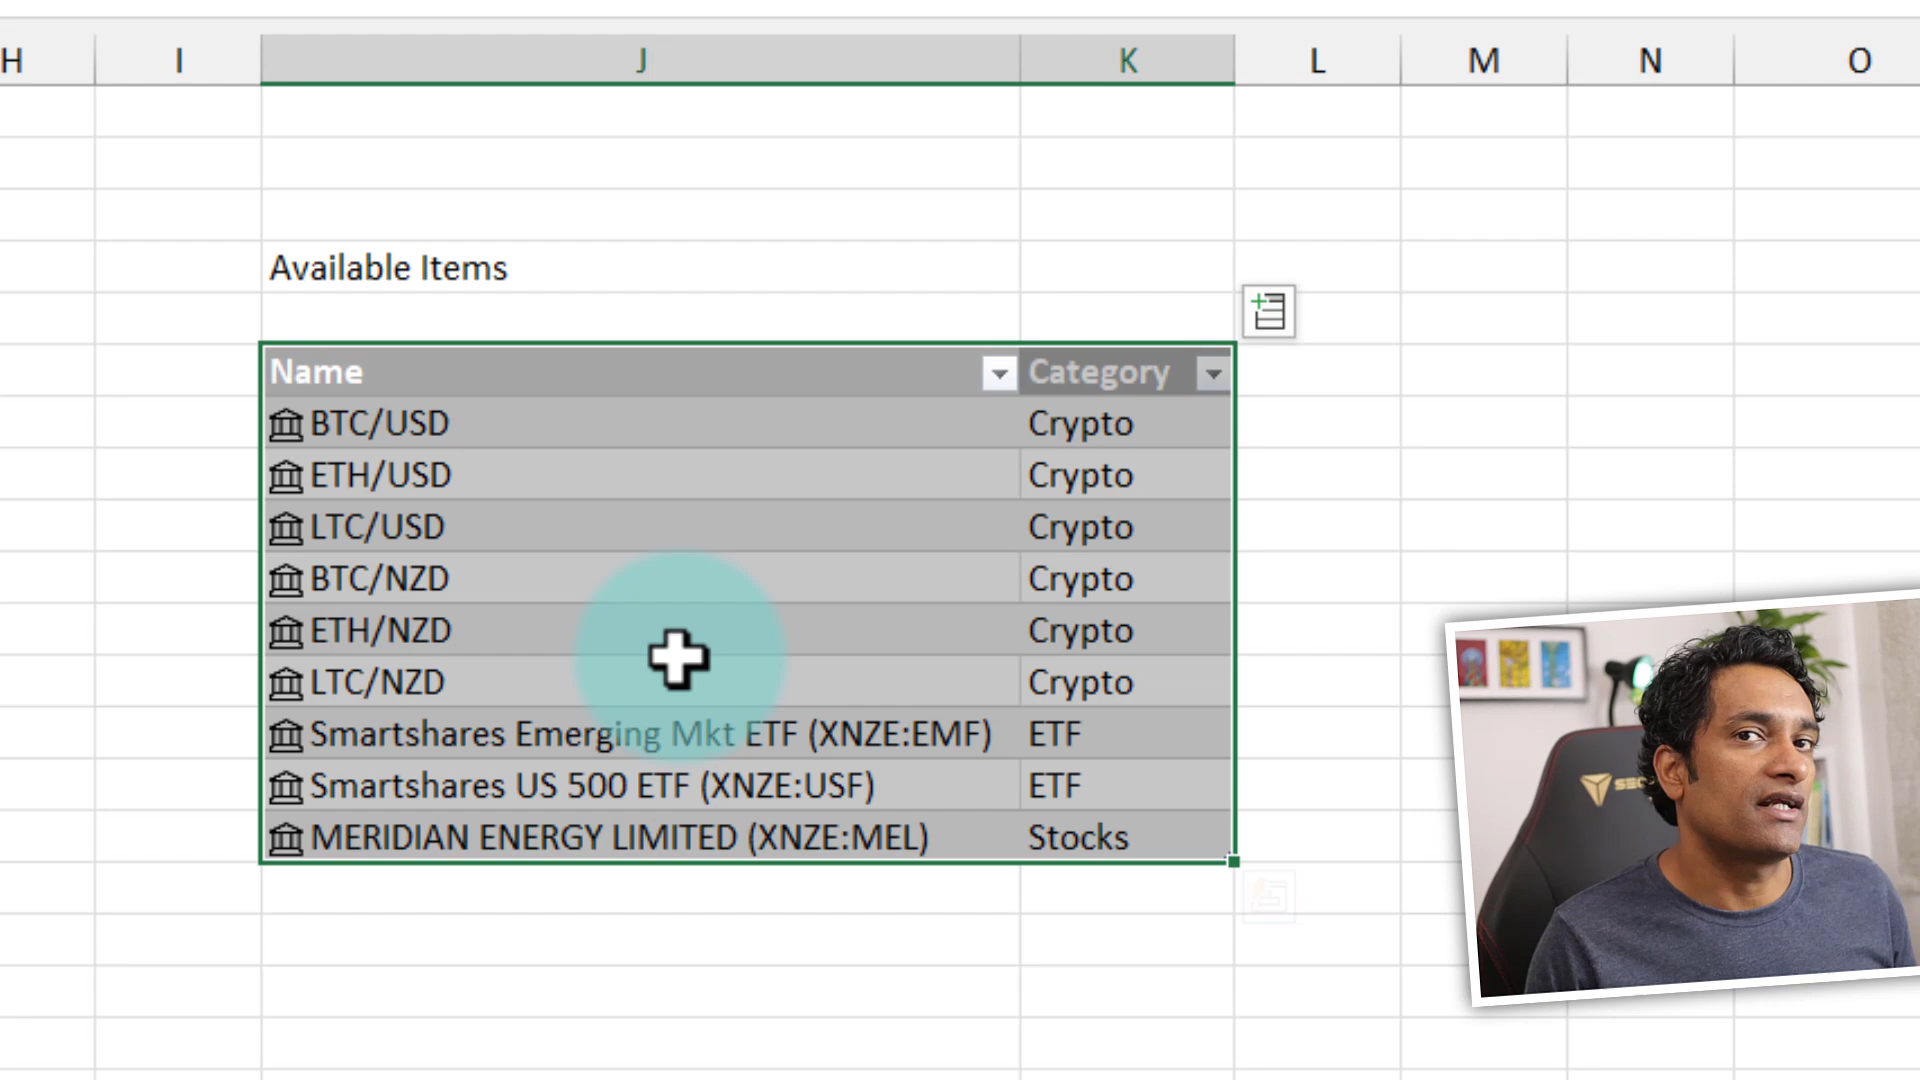 H I J K L M N O
Available Items
Name Category
BTC/USD Crypto
ETH/USD Crypto
LTC/USD Crypto
BTC/NZD Crypto
ETH/NZD Crypto
LTC/NZD Crypto
Smartshares Emerging Mkt ETF (XNZE:EMF) ETF
Smartshares US 500 ETF (XNZE:USF) ETF
MERIDIAN ENERGY LIMITED (XNZE:MEL) Stocks